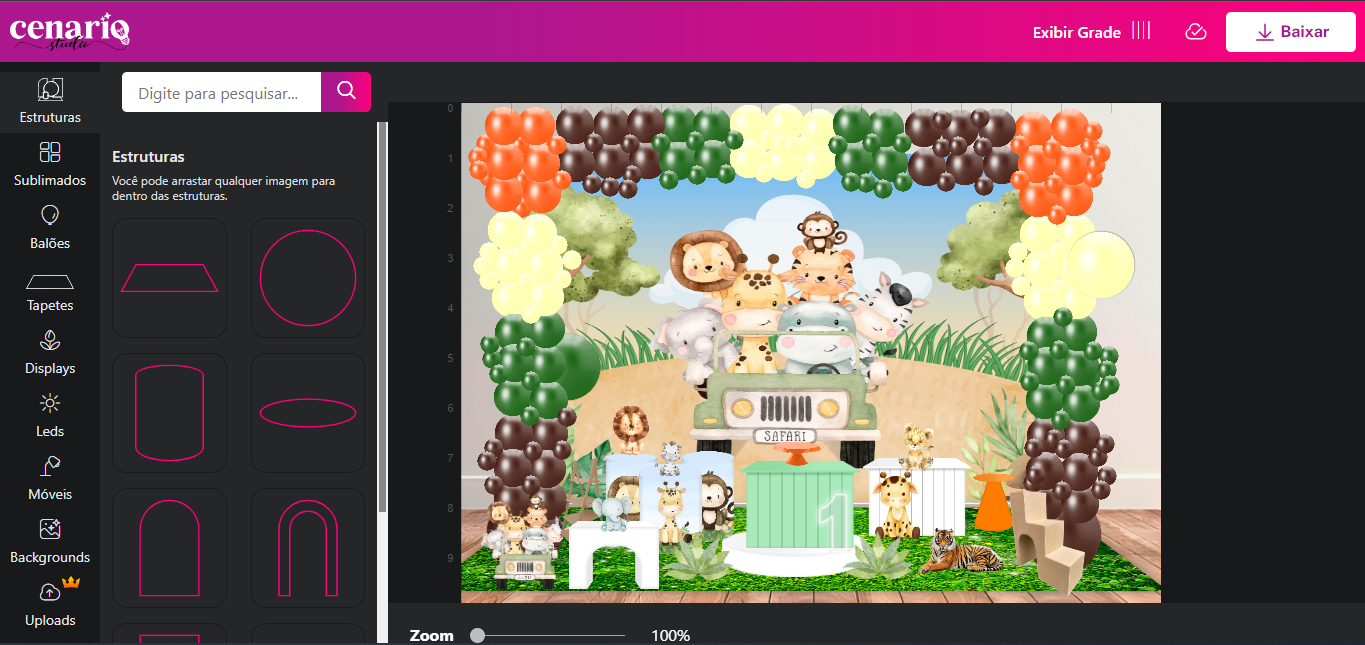 cenario
studio
Exibir Grade
Baixar
Estruturas
Sublimados
Balões
Tapetes
Displays
Leds
Móveis
Backgrounds
Uploads
Digite para pesquisar...
Estruturas
Você pode arrastar qualquer imagem para
dentro das estruturas.
0
1
2
3
4
5
6
7
8
9
SAFARI
1
Zoom
100%